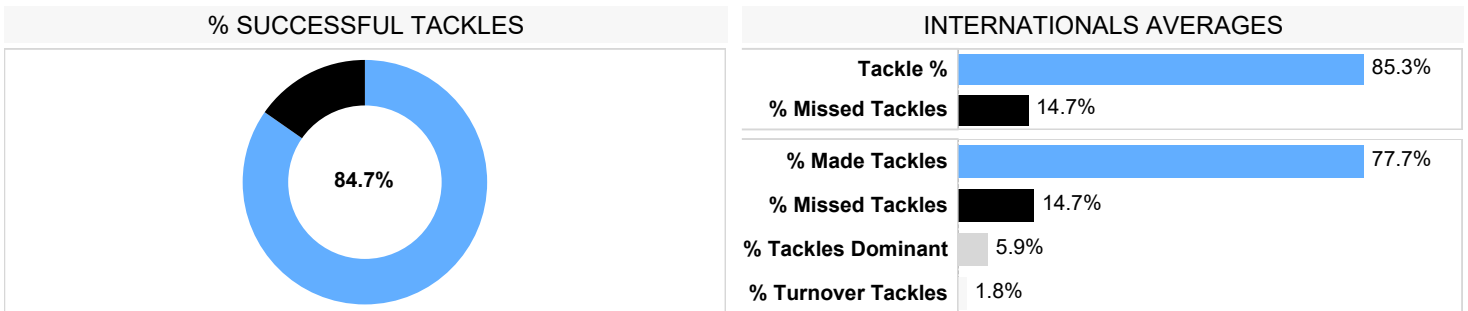 % SUCCESSFUL TACKLES
84.7%
INTERNATIONALS AVERAGES
Tackle % 85.3%
% Missed Tackles 14.7%
% Made Tackles 77.7%
% Missed Tackles 14.7%
% Tackles Dominant 5.9%
% Turnover Tackles 1.8%